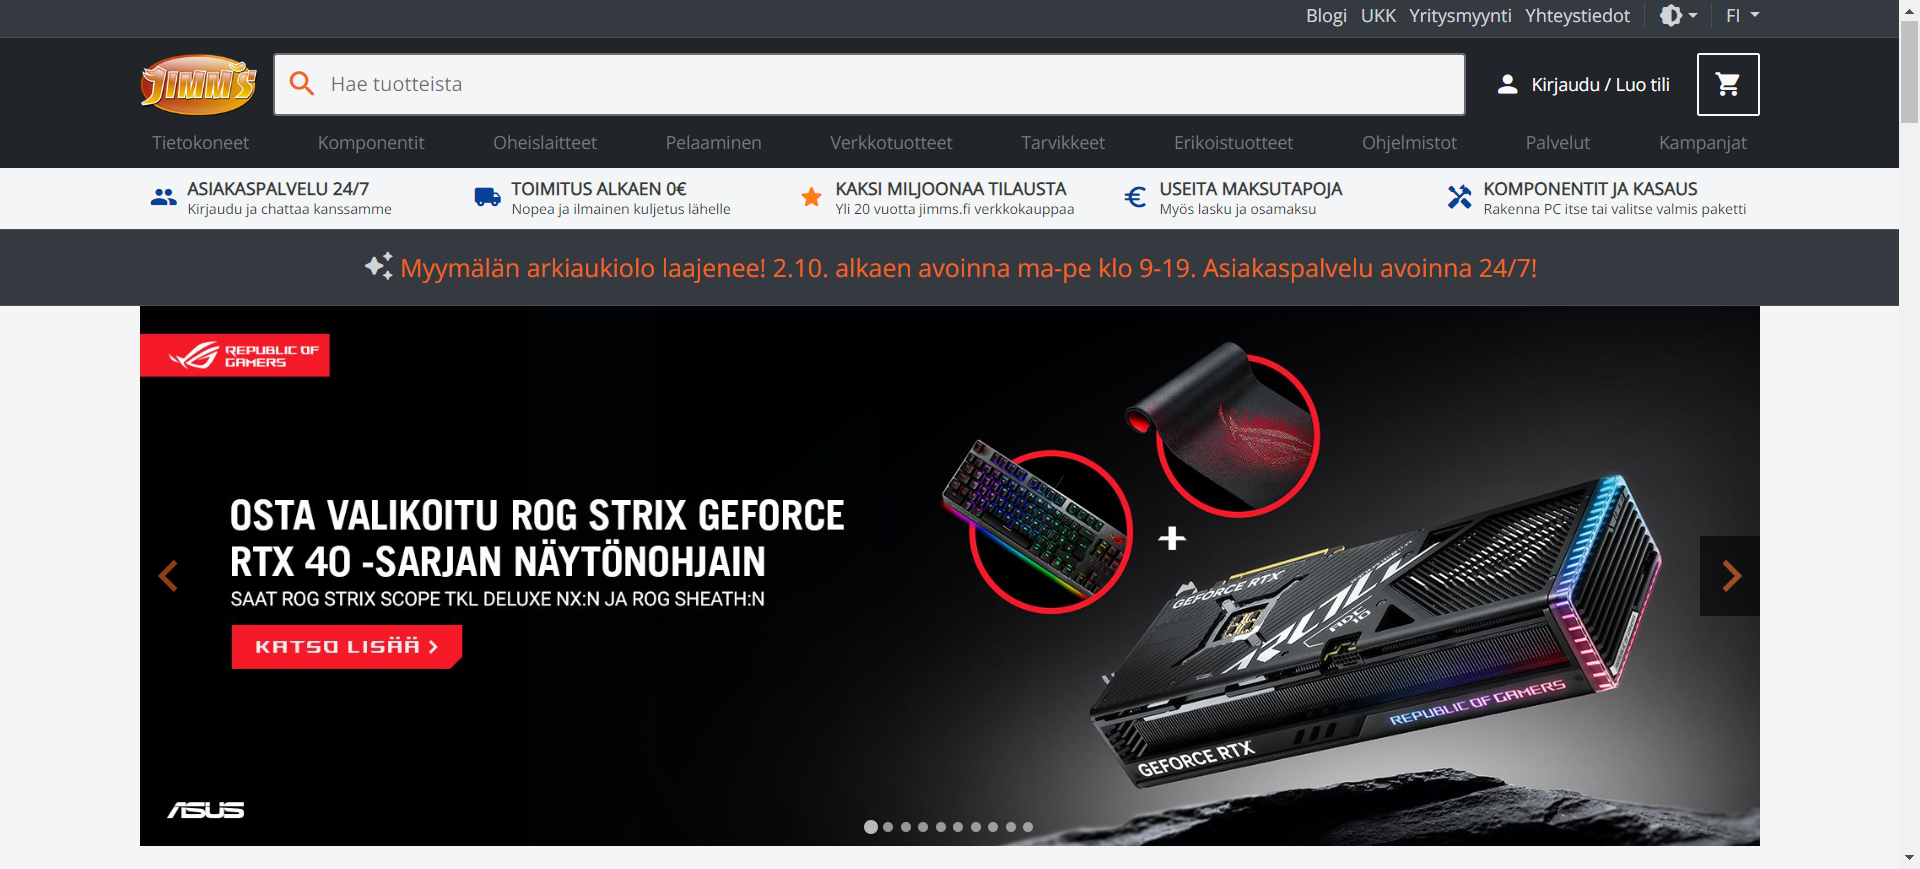 Blogi UKK Yritysmyynti Yhteystiedot FI
JIMM'S
Hae tuotteista
Kirjaudu / Luo tili
Tietokoneet Komponentit Oheislaitteet Pelaaminen Verkkotuotteet Tarvikkeet Erikoistuotteet Ohjelmistot Palvelut Kampanjat
ASIAKASPALVELU 24/7
Kirjaudu ja chattaa kanssamme
TOIMITUS ALKAEN 0€
Nopea ja ilmainen kuljetus lähelle
KAKSI MILJOONAA TILAUSTA
Yli 20 vuotta jimms.fi verkkokauppaa
USEITA MAKSUTAPOJA
Myös lasku ja osamaksu
KOMPONENTIT JA KASAUS
Rakenna PC itse tai valitse valmis paketti
Myymälän arkiaukiolo laajenee! 2.10. alkaen avoinna ma-pe klo 9-19. Asiakaspalvelu avoinna 24/7!
REPUBLIC OF
GAMERS
OSTA VALIKOITU ROG STRIX GEFORCE
RTX 40 -SARJAN NÄYTÖNOHJAIN
SAAT ROG STRIX SCOPE TKL DELUXE NX:N JA ROG SHEATH:N
KATSO LISÄÄ >
+
GEFORCE RTX
REPUBLIC OF GAMERS
GEFORCE RTX
ASUS